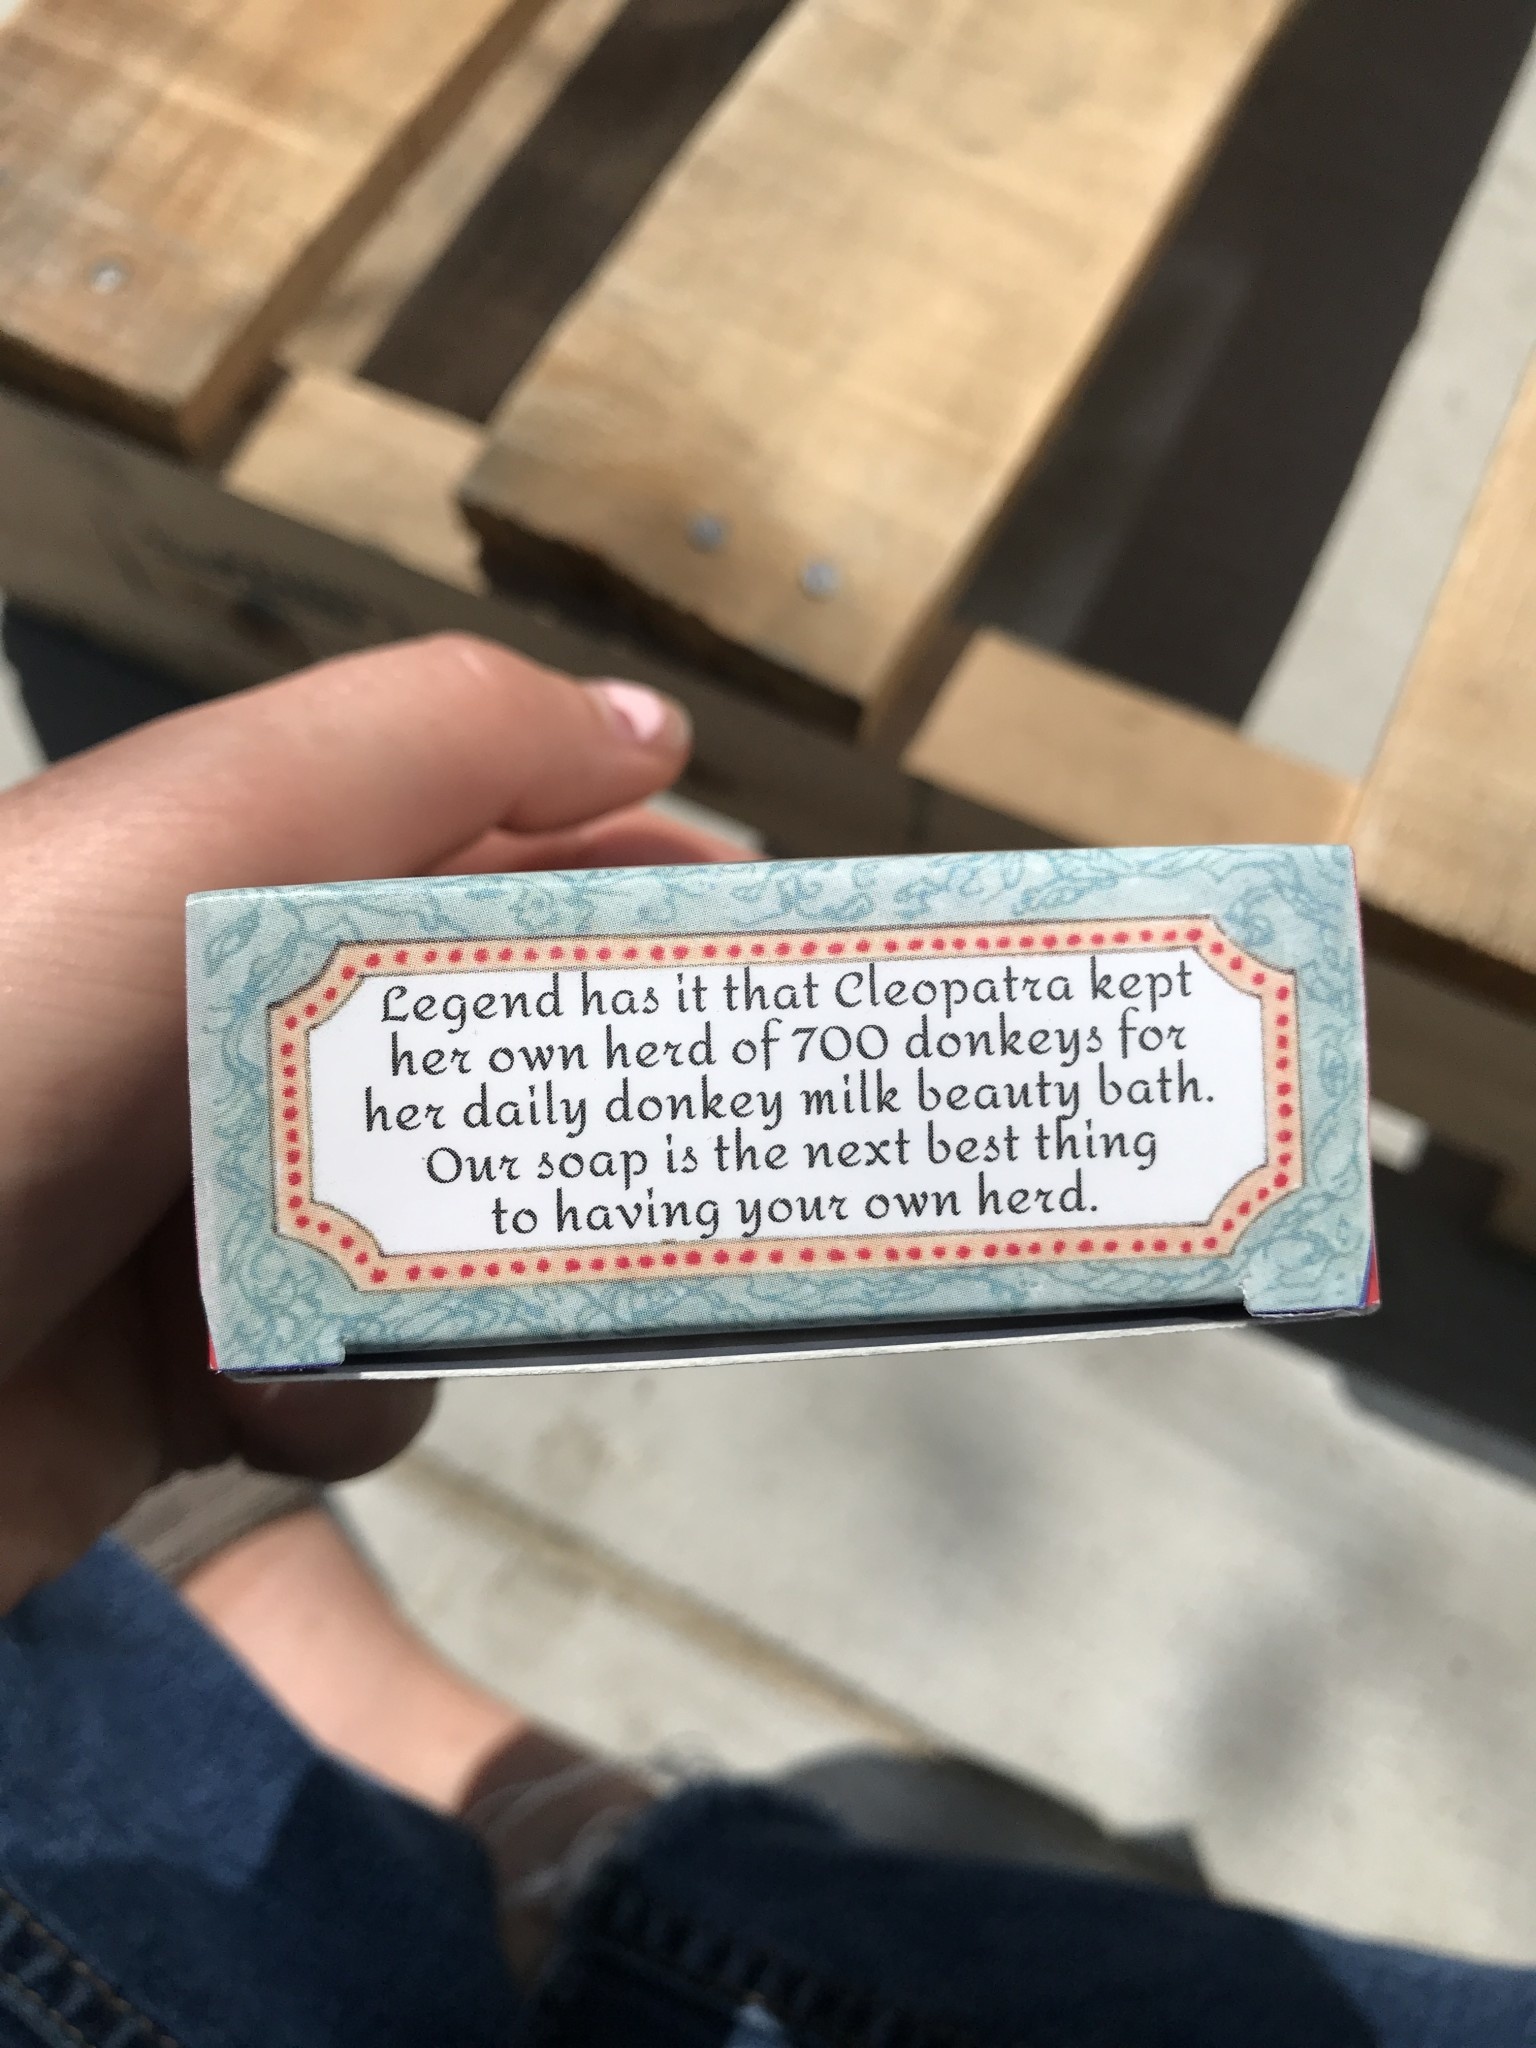 Legend has it that Cleopatra kept
her own herd of 700 donkeys for
her daily donkey milk beauty bath.
Our soap is the next best thing
to having your own herd.